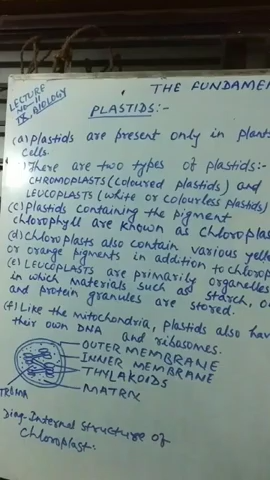 LECTURE
NO-11
IX, BIOLOGY
THE FUNDAMEN
PLASTIDS:-
(a) Plastids are present only in plant
cells.
There are two types of plastids:-
CHROMOPLASTS (coloured plastids) and
LEUCOPLASTS (white or colourless plastids)
(c) Plastids containing the pigment
chlorophyll are known as chloroplas
(d) Chloroplasts also contain various yello
or orange pigments in addition to chlorop
(e) LEUCOPLASTS are primarily organelles
in which materials such as starch, o
and protein granules are stored.
(f) Like the mitochondria, plastids also hav
their own DNA and ribosomes.
OUTER MEMBRANE
INNER MEMBRANE
THYLAKOIDS
MATRIX
TROMA
Diag-Internal structure of
Chloroplast: